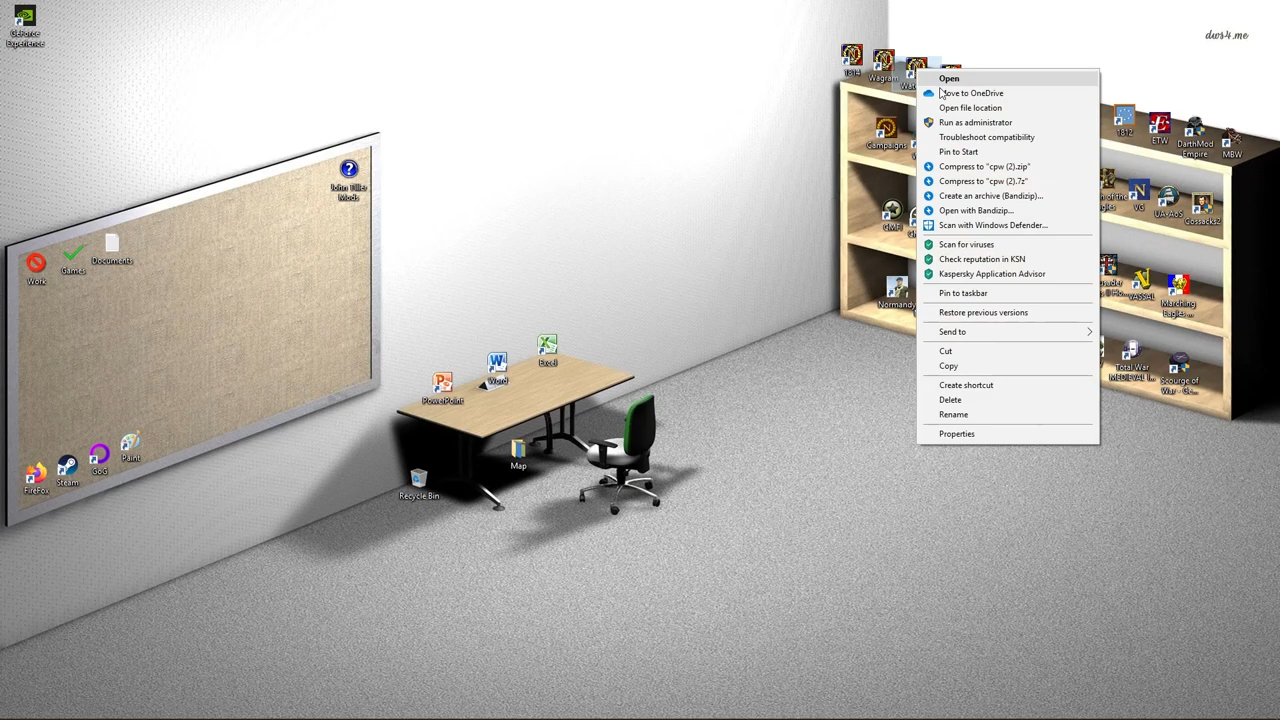 GeForce
Experience
dws4.me
1814
Wagram
Open
Move to OneDrive
Open file location
Run as administrator
Troubleshoot compatibility
Pin to Start
Compress to "cpw (2).zip"
Compress to "cpw (2).7z"
Create an archive (Bandizip)...
Open with Bandizip...
Scan with Windows Defender...
Scan for viruses
Check reputation in KSN
Kaspersky Application Advisor
Pin to taskbar
Restore previous versions
Send to
Cut
Copy
Create shortcut
Delete
Rename
Properties
Campaigns
Normandy
1812
ETW
DarthMod
Empire
MBW
VG
UA-AoS
Cossacks2
VASSAL
Marching
Eagles ...
Total War
MEDIEVAL I...
Scourge of
War - Ge...
John Tiller
Mods
Work
Games
Documents
PowerPoint
Word
Excel
Map
Recycle Bin
FireFox
Steam
GoG
Paint